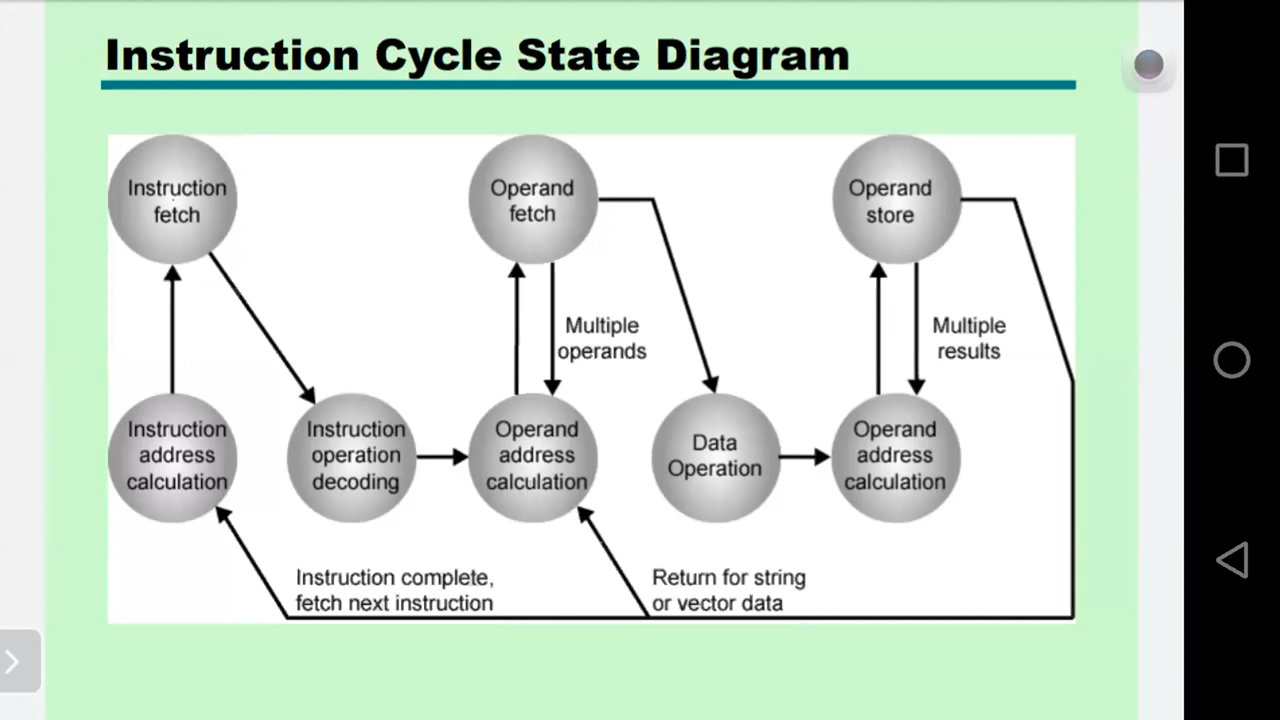 Instruction Cycle State Diagram
Instruction
fetch
Operand
fetch
Operand
store
Multiple
operands
Multiple
results
Instruction
address
calculation
Instruction
operation
decoding
Operand
address
calculation
Data
Operation
Operand
address
calculation
Instruction complete,
fetch next instruction
Return for string
or vector data